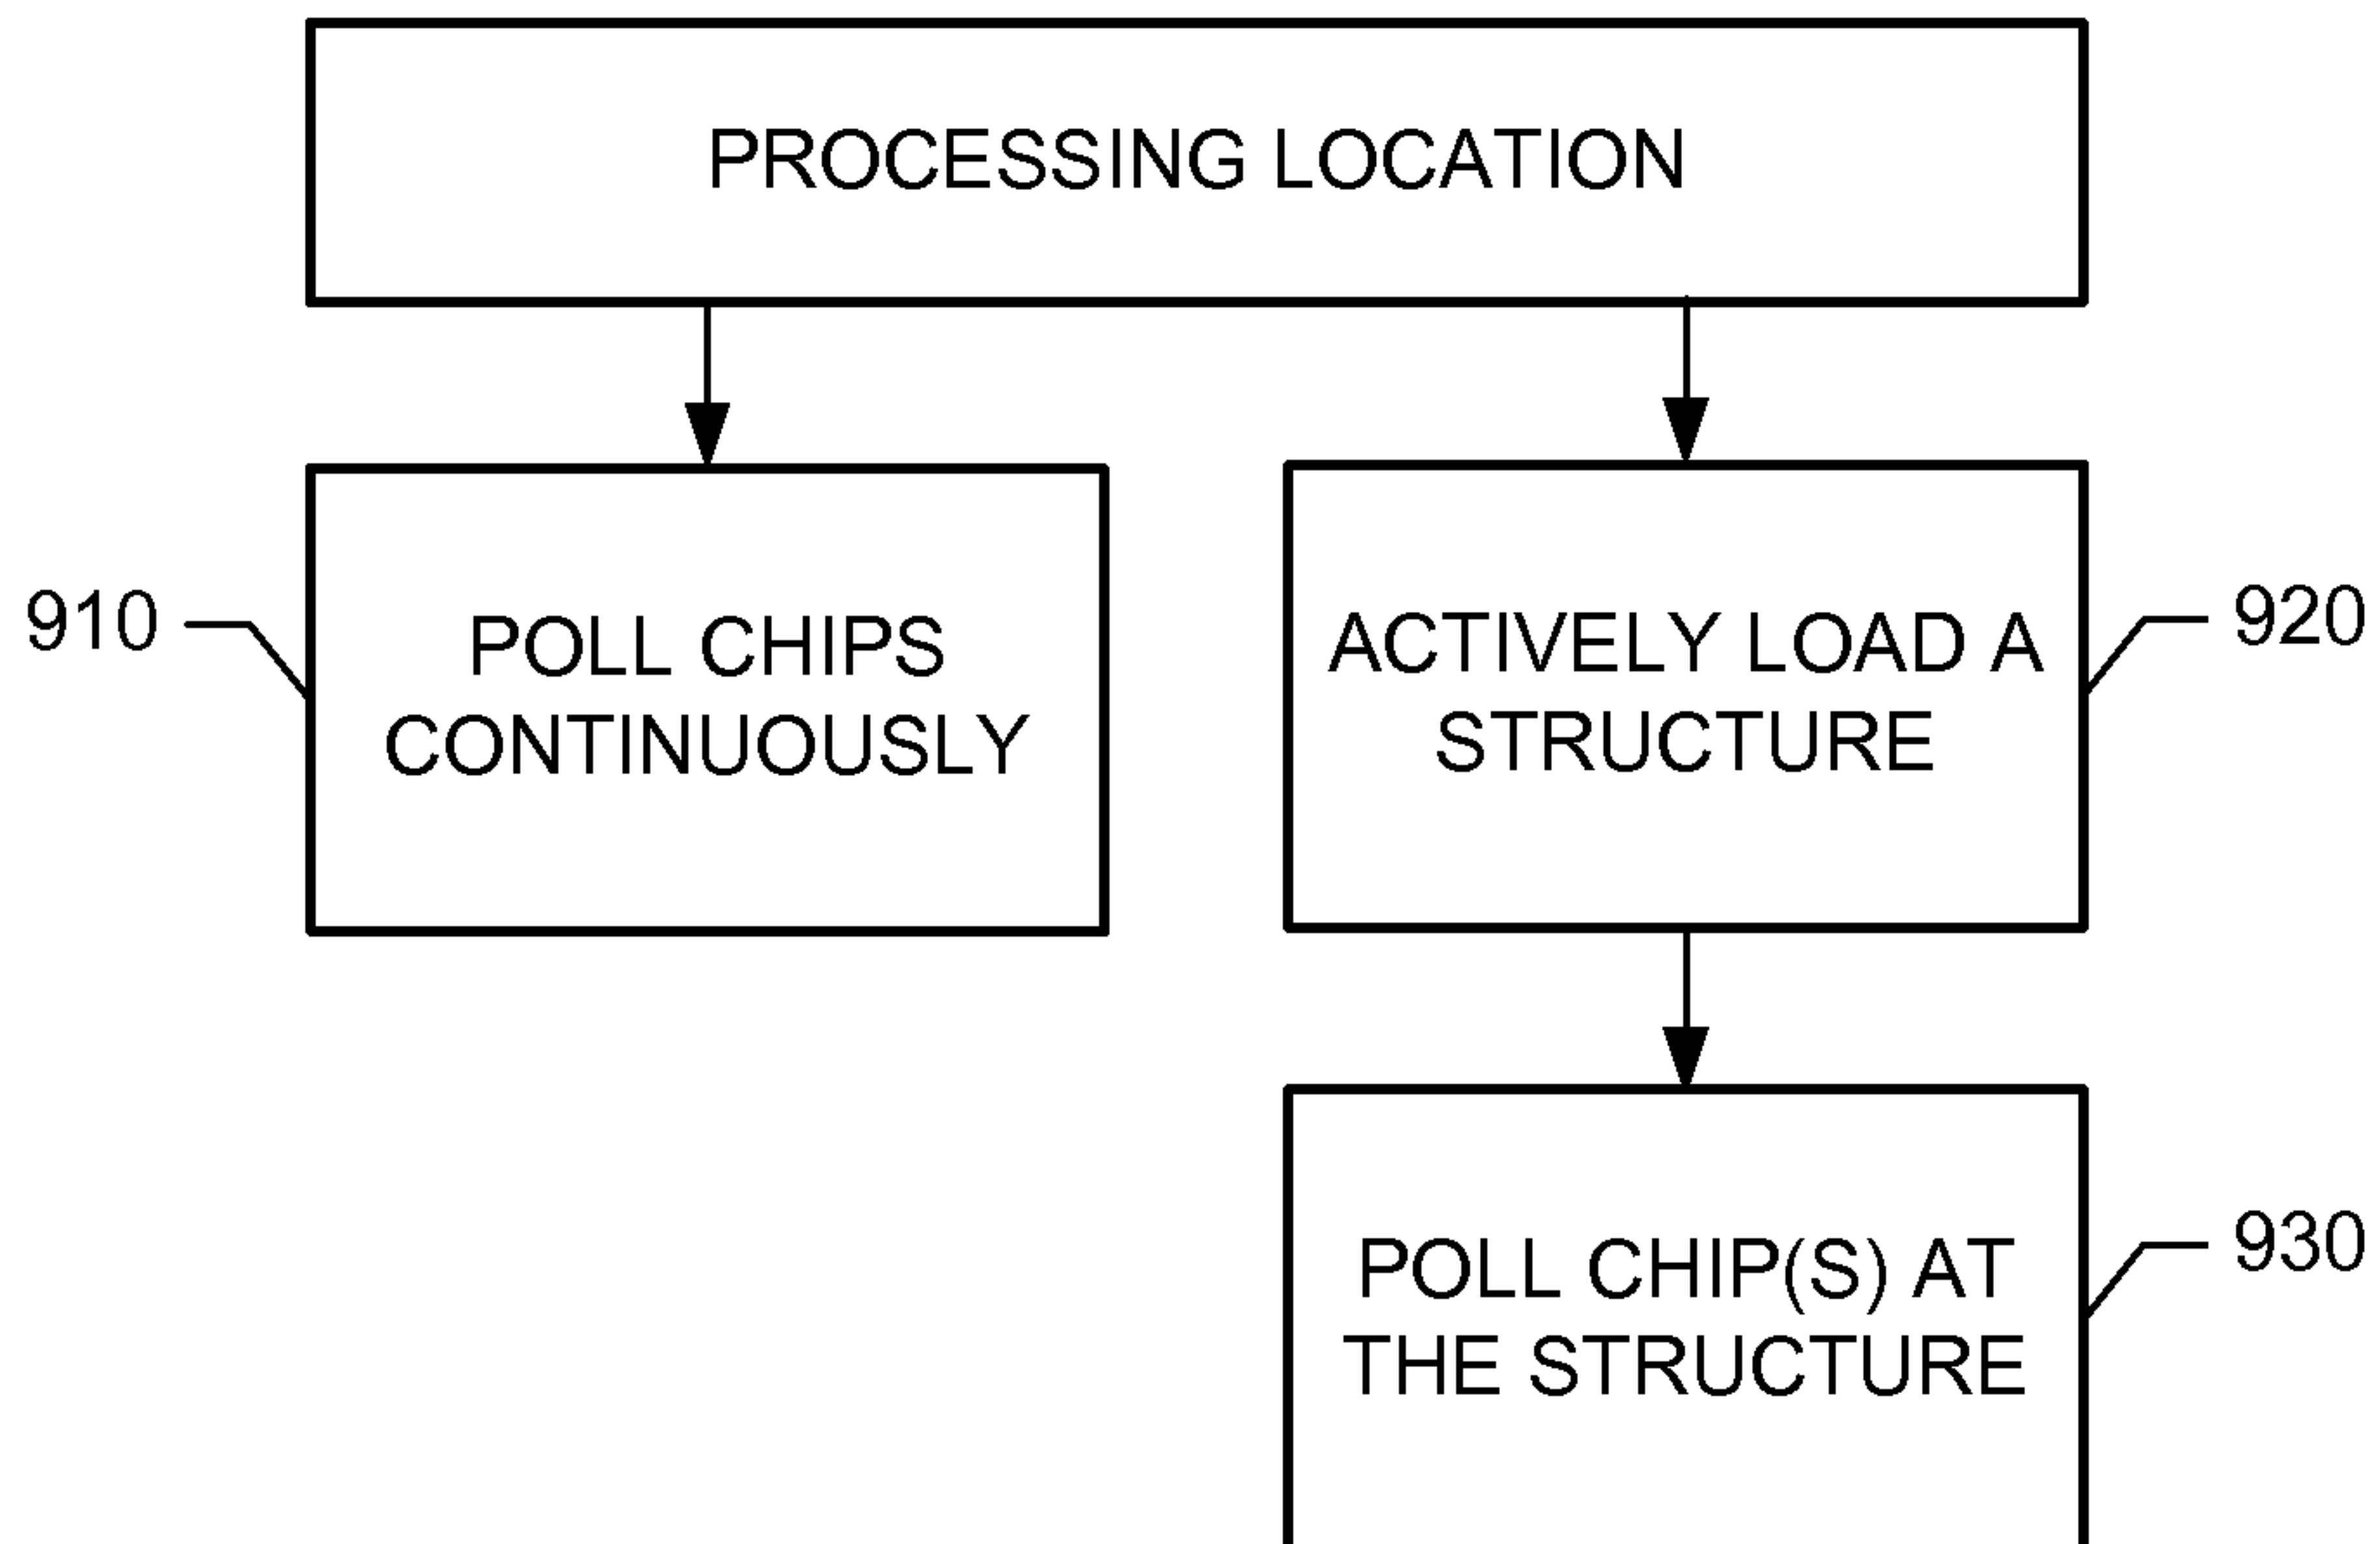 PROCESSING LOCATION
910
POLL CHIPS
CONTINUOUSLY
ACTIVELY LOAD A
STRUCTURE
920
POLL CHIP(S) AT
THE STRUCTURE
930